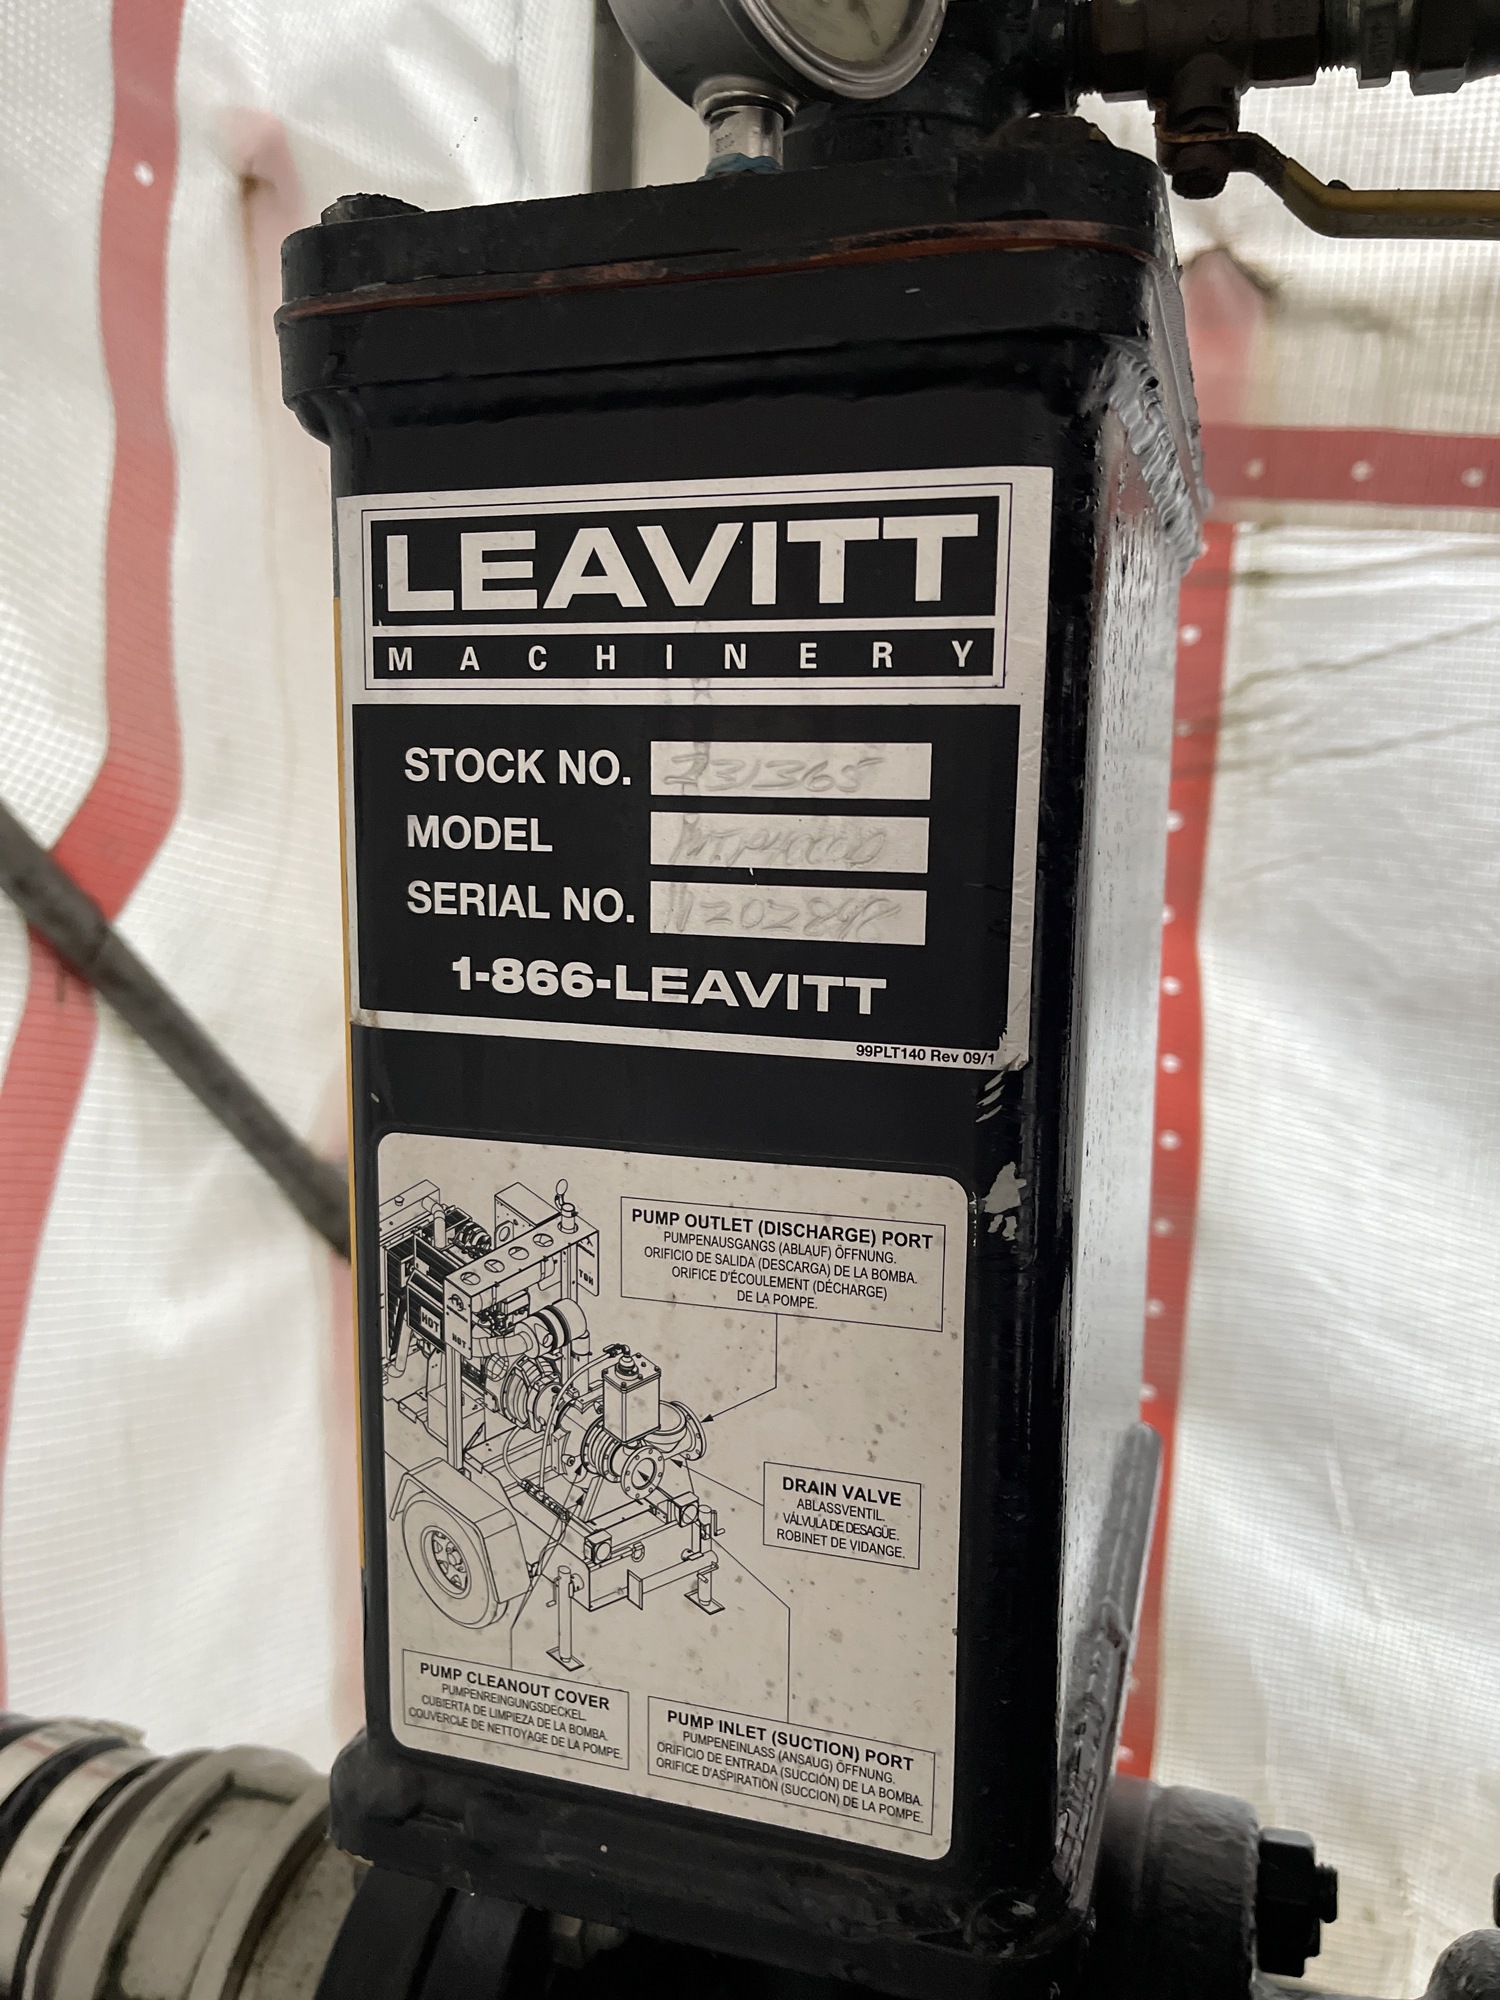 LEAVITT
MACHINERY
STOCK NO. 231365
MODEL
SERIAL NO.
1-866-LEAVITT
99PLT140 Rev 09/1
PUMP OUTLET (DISCHARGE) PORT
PUMPENAUSGANGS (ABLAUF) ÖFFNUNG.
ORIFICIO DE SALIDA (DESCARGA) DE LA BOMBA.
ORIFICE D'ÉCOULEMENT (DÉCHARGE)
DE LA POMPE.
HOT
HOT
DRAIN VALVE
ABLASSVENTIL.
VÁLVULA DE DESAGÜE.
ROBINET DE VIDANGE.
PUMP CLEANOUT COVER
PUMPENREINGUNGSDECKEL.
CUBIERTA DE LIMPIEZA DE LA BOMBA.
COUVERCLE DE NETTOYAGE DE LA POMPE.
PUMP INLET (SUCTION) PORT
PUMPENEINLASS (ANSAUG) ÖFFNUNG.
ORIFICIO DE ENTRADA (SUCCIÓN) DE LA BOMBA.
ORIFICE D'ASPIRATION (SUCCION) DE LA POMPE.